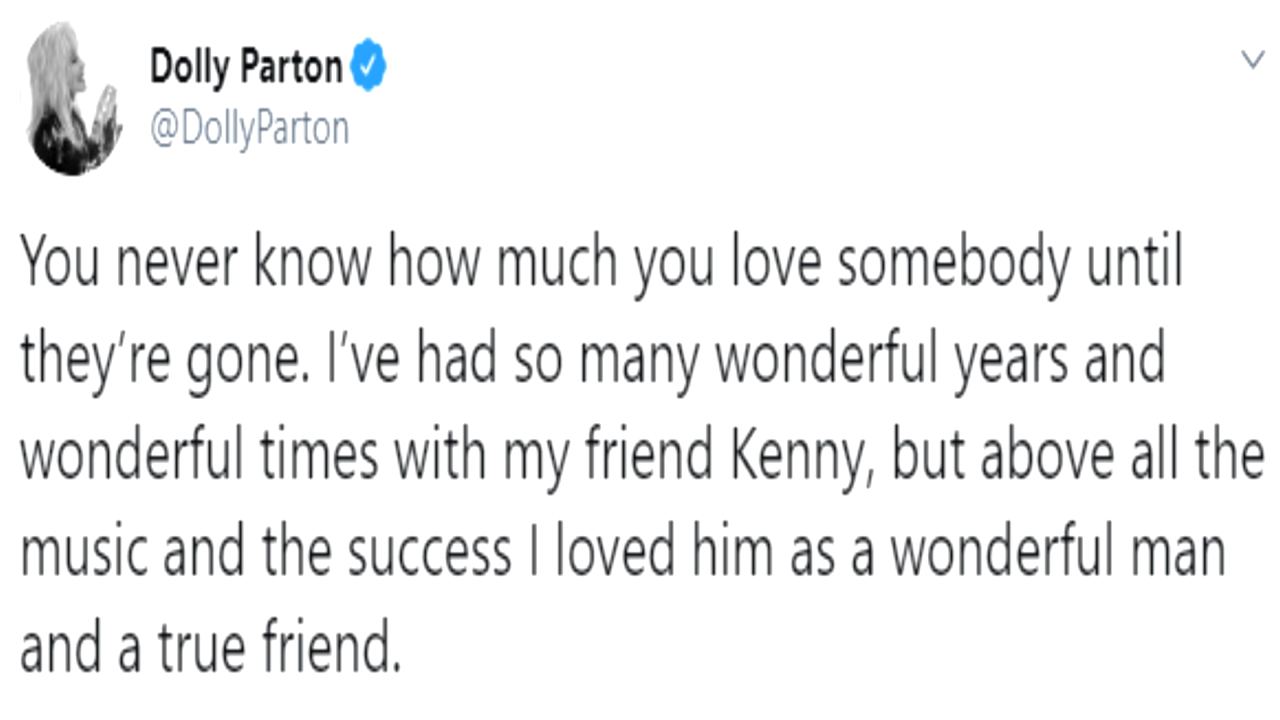 Dolly Parton
@DollyParton
You never know how much you love somebody until
they’re gone. I’ve had so many wonderful years and
wonderful times with my friend Kenny, but above all the
music and the success I loved him as a wonderful man
and a true friend.